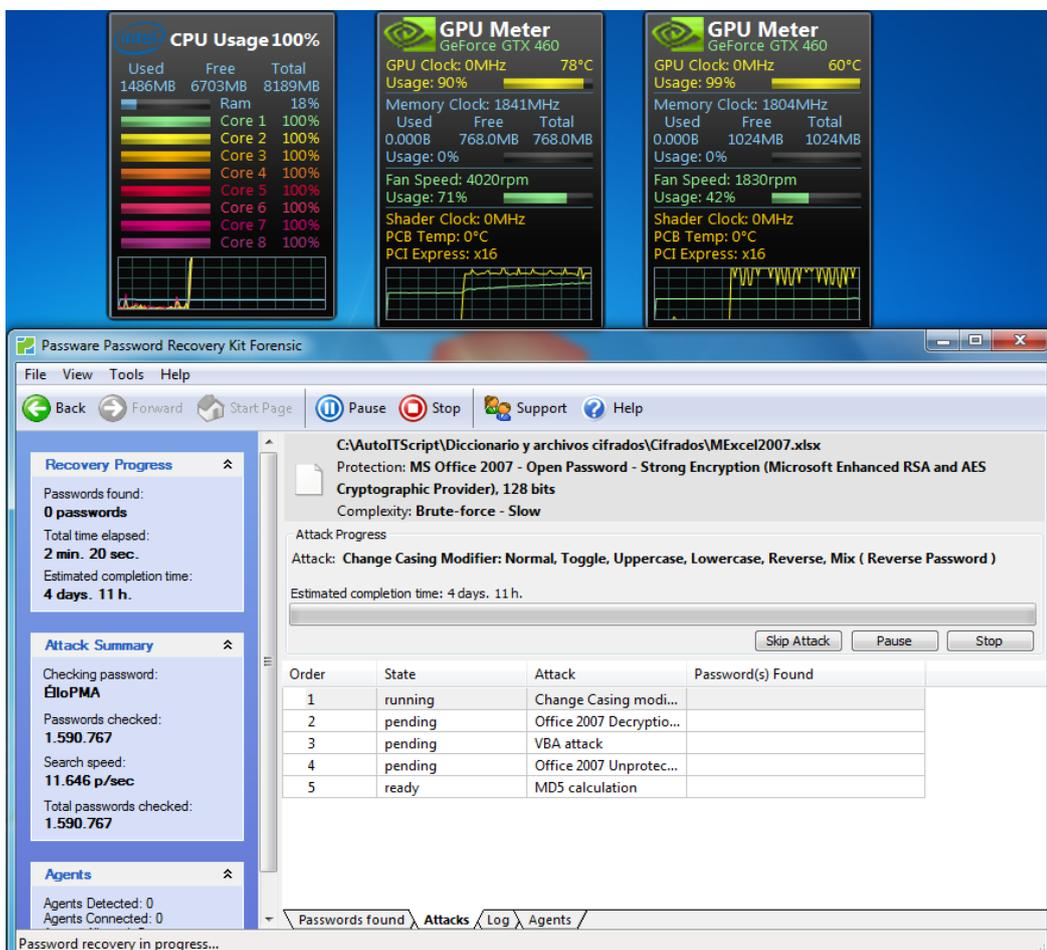 intel CPU Usage 100%
Used Free Total
1486MB 6703MB 8189MB
Ram 18%
Core 1 100%
Core 2 100%
Core 3 100%
Core 4 100%
Core 5 100%
Core 6 100%
Core 7 100%
Core 8 100%
GPU Meter
GeForce GTX 460
GPU Clock: 0MHz 78°C
Usage: 90%
Memory Clock: 1841MHz
Used Free Total
0.000B 768.0MB 768.0MB
Usage: 0%
Fan Speed: 4020rpm
Usage: 71%
Shader Clock: 0MHz
PCB Temp: 0°C
PCI Express: x16
GPU Meter
GeForce GTX 460
GPU Clock: 0MHz 60°C
Usage: 99%
Memory Clock: 1804MHz
Used Free Total
0.000B 1024MB 1024MB
Usage: 0%
Fan Speed: 1830rpm
Usage: 42%
Shader Clock: 0MHz
PCB Temp: 0°C
PCI Express: x16
Passware Password Recovery Kit Forensic
File View Tools Help
Back Forward Start Page Pause Stop Support Help
Recovery Progress
Passwords found:
0 passwords
Total time elapsed:
2 min. 20 sec.
Estimated completion time:
4 days. 11 h.
Attack Summary
Checking password:
ÉlloPMA
Passwords checked:
1.590.767
Search speed:
11.646 p/sec
Total passwords checked:
1.590.767
Agents
Agents Detected: 0
Agents Connected: 0
C:\AutoITScript\Diccionario y archivos cifrados\Cifrados\MExcel2007.xlsx
Protection: MS Office 2007 - Open Password - Strong Encryption (Microsoft Enhanced RSA and AES
Cryptographic Provider), 128 bits
Complexity: Brute-force - Slow
Attack Progress
Attack: Change Casing Modifier: Normal, Toggle, Uppercase, Lowercase, Reverse, Mix ( Reverse Password )
Estimated completion time: 4 days. 11 h.
Skip Attack Pause Stop
Order State Attack Password(s) Found
1 running Change Casing modi...
2 pending Office 2007 Decryptio...
3 pending VBA attack
4 pending Office 2007 Unprotec...
5 ready MD5 calculation
Passwords found Attacks Log Agents
Password recovery in progress...